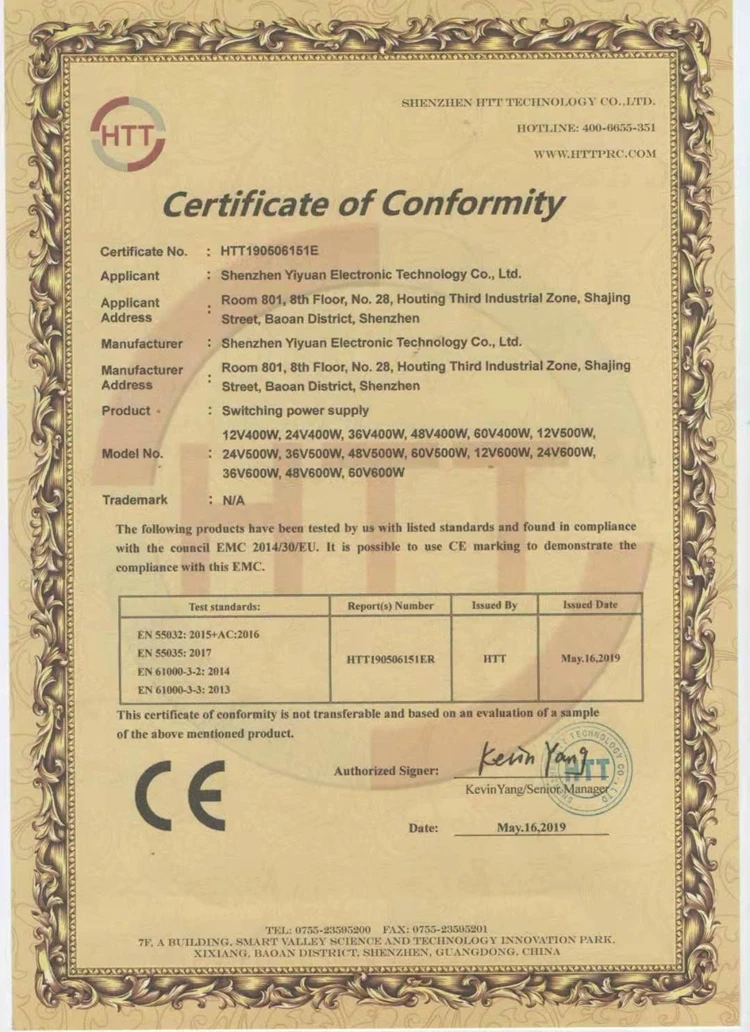 HTT
SHENZHEN HTT TECHNOLOGY CO.,LTD.
HOTLINE: 400-6655-351
WWW.HTTPRC.COM
Certificate of Conformity
Certificate No. : HTT190506151E
Applicant : Shenzhen Yiyuan Electronic Technology Co., Ltd.
Applicant Address : Room 801, 8th Floor, No. 28, Houting Third Industrial Zone, Shajing
Street, Baoan District, Shenzhen
Manufacturer : Shenzhen Yiyuan Electronic Technology Co., Ltd.
Manufacturer Address : Room 801, 8th Floor, No. 28, Houting Third Industrial Zone, Shajing
Street, Baoan District, Shenzhen
Product : Switching power supply
12V400W, 24V400W, 36V400W, 48V400W, 60V400W, 12V500W,
Model No. : 24V500W, 36V500W, 48V500W, 60V500W, 12V600W, 24V600W,
36V600W, 48V600W, 60V600W
Trademark : N/A
The following products have been tested by us with listed standards and found in compliance
with the council EMC 2014/30/EU. It is possible to use CE marking to demonstrate the
compliance with this EMC.
Test standards: Report(s) Number Issued By Issued Date
EN 55032: 2015+AC:2016
EN 55035: 2017
EN 61000-3-2: 2014
EN 61000-3-3: 2013
HTT190506151ER HTT May.16,2019
This certificate of conformity is not transferable and based on an evaluation of a sample
of the above mentioned product.
CE
Kevin Yang
Authorized Signer:
HTT
KevinYang/Senior Manager
Date: May.16,2019
TEL: 0755-23595200 FAX: 0755-23595201
7F, A BUILDING, SMART VALLEY SCIENCE AND TECHNOLOGY INNOVATION PARK,
XIXIANG, BAOAN DISTRICT, SHENZHEN, GUANGDONG, CHINA